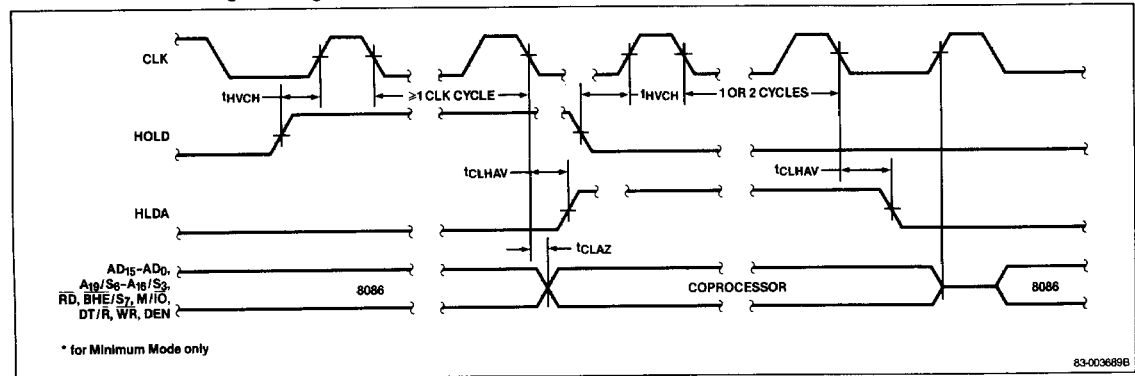 CLK
tHVCH
≥1 CLK CYCLE
tHVCH
1 OR 2 CYCLES
HOLD
tCLHAV
tCLHAV
HLDA
tCLAZ
AD15-AD0,
A19/S6-A16/S3,
RD, BHE/S7, M/IO,
DT/R, WR, DEN
8086
COPROCESSOR
8086
* for Minimum Mode only
83-003689B